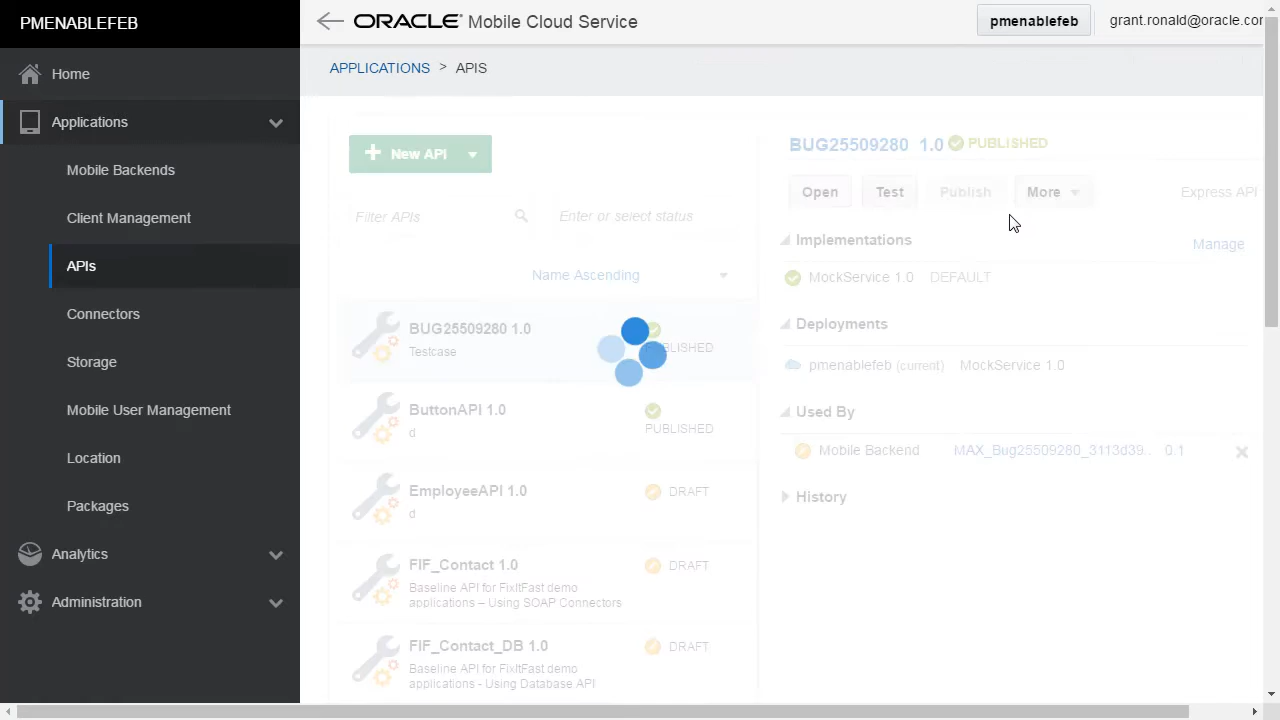 PMENABLEFEB
ORACLE® Mobile Cloud Service
pmenablefeb
grant.ronald@oracle.cor
APPLICATIONS > APIS
Home
Applications
Mobile Backends
Client Management
APIs
Connectors
Storage
Mobile User Management
Location
Packages
Analytics
Administration
New API
Filter APIs
Enter or select status
Name Ascending
BUG25509280 1.0
Testcase
PUBLISHED
ButtonAPI 1.0
d
PUBLISHED
EmployeeAPI 1.0
d
DRAFT
FIF_Contact 1.0
Baseline API for FixItFast demo
applications – Using SOAP Connectors
DRAFT
FIF_Contact_DB 1.0
Baseline API for FixItFast demo
applications - Using Database API
DRAFT
BUG25509280 1.0 PUBLISHED
Open Test Publish More Express API
Implementations
Manage
MockService 1.0 DEFAULT
Deployments
pmenablefeb (current) MockService 1.0
Used By
Mobile Backend MAX_Bug25509280_3113d39... 0.1
History